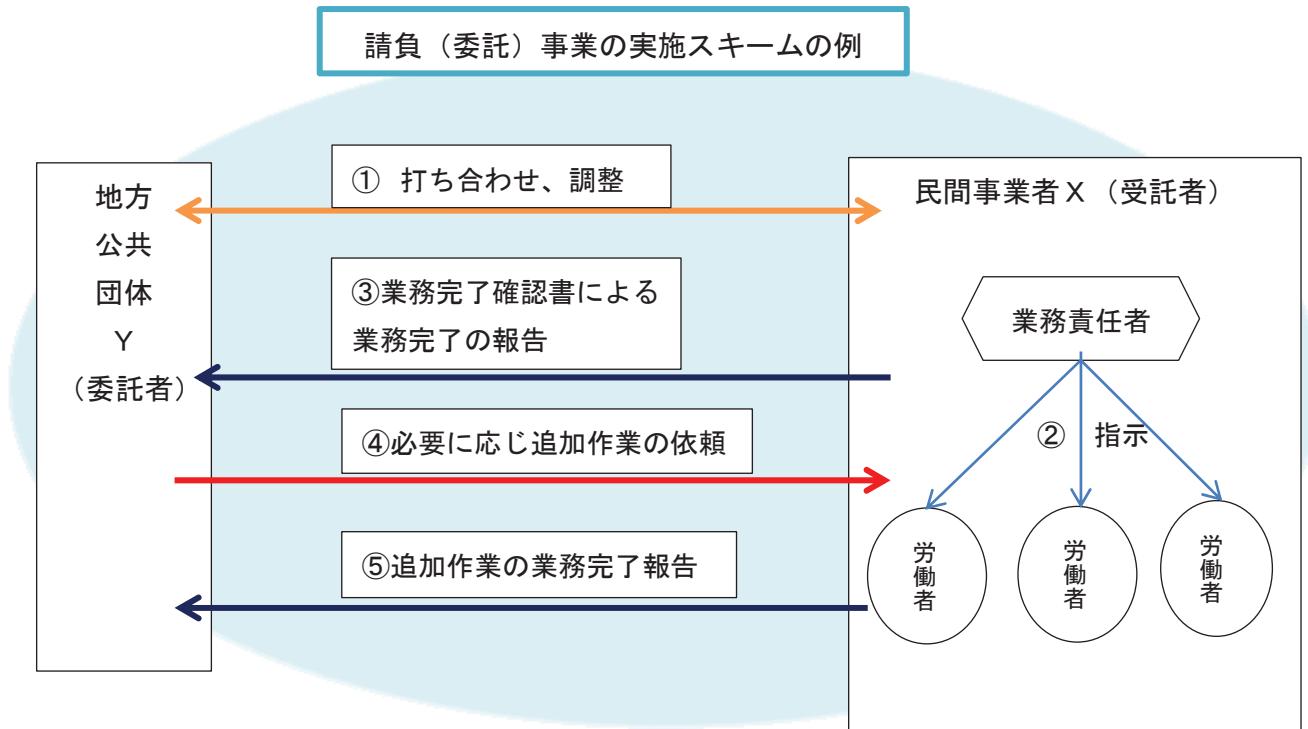 請負（委託）事業の実施スキームの例
地方
公共
団体
Ｙ
（委託者）
① 打ち合わせ、調整
③業務完了確認書による
業務完了の報告
④必要に応じ追加作業の依頼
⑤追加作業の業務完了報告
民間事業者Ｘ（受託者）
業務責任者
② 指示
労働者
労働者
労働者